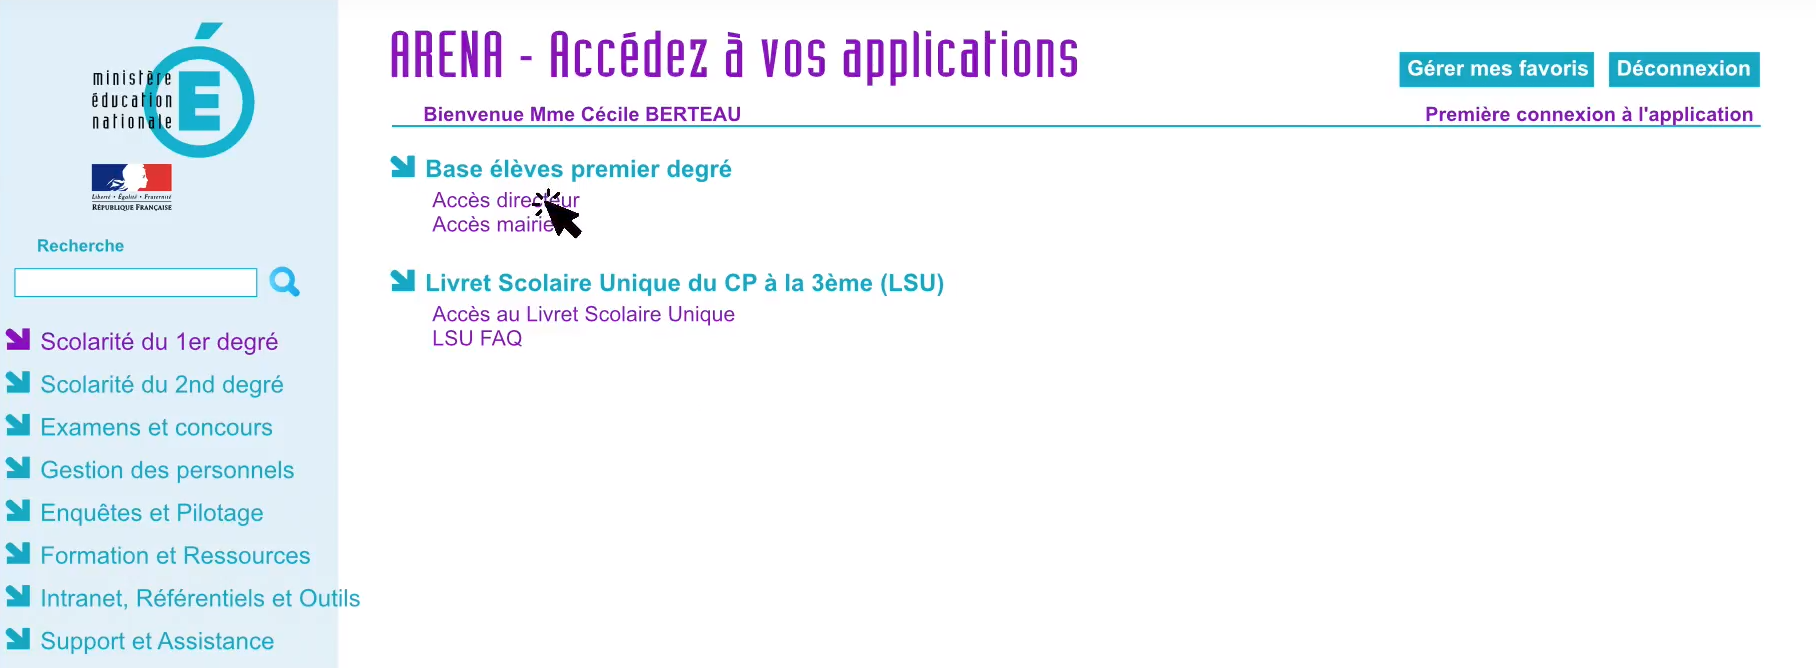 ministère
éducation
nationale
Liberté • Égalité • Fraternité
RÉPUBLIQUE FRANÇAISE
Recherche
Scolarité du 1er degré
Scolarité du 2nd degré
Examens et concours
Gestion des personnels
Enquêtes et Pilotage
Formation et Ressources
Intranet, Référentiels et Outils
Support et Assistance
ARENA - Accédez à vos applications
Gérer mes favoris
Déconnexion
Bienvenue Mme Cécile BERTEAU
Première connexion à l'application
Base élèves premier degré
Accès directeur
Accès mairie
Livret Scolaire Unique du CP à la 3ème (LSU)
Accès au Livret Scolaire Unique
LSU FAQ